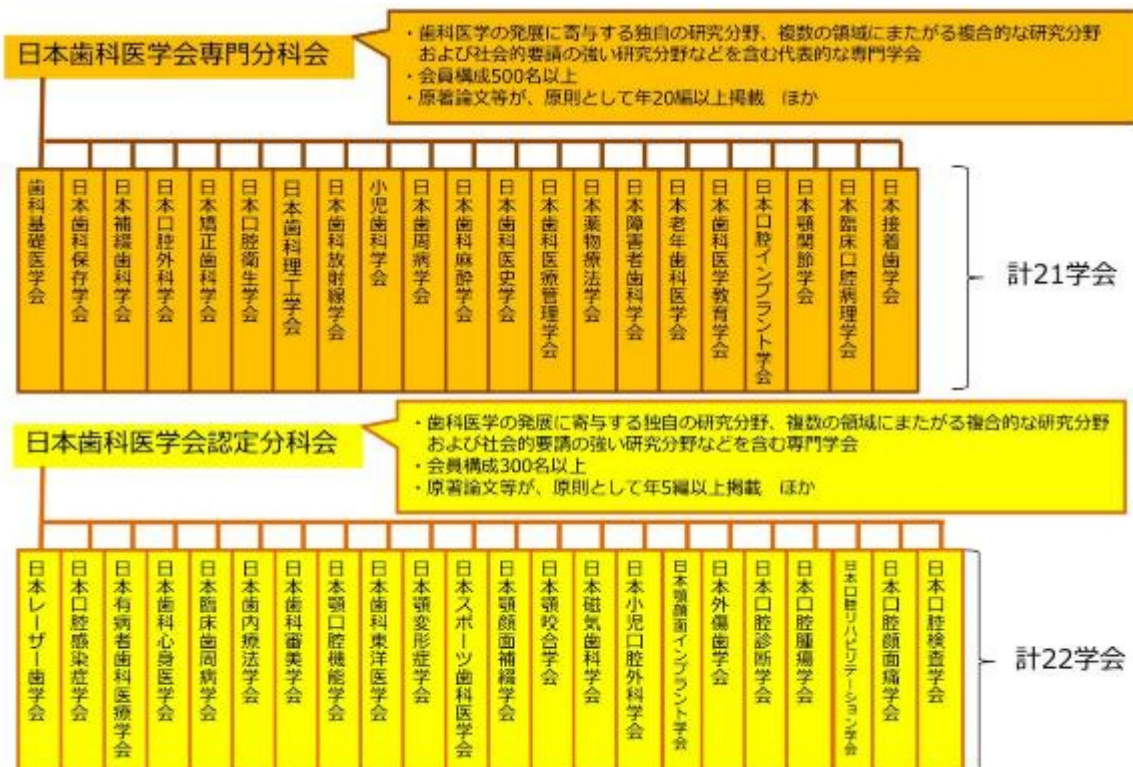 日本歯科医学会専門分科会
・歯科医学の発展に寄与する独自の研究分野、複数の領域にまたがる複合的な研究分野
および社会的要請の強い研究分野などを含む代表的な専門学会
・会員構成500名以上
・原著論文等が、原則として年20編以上掲載 ほか
歯科基礎医学会
日本歯科保存学会
日本補綴歯科学会
日本口腔外科学会
日本矯正歯科学会
日本口腔衛生学会
日本歯科理工学会
日本歯科放射線学会
小児歯科学会
日本歯周病学会
日本歯科麻酔学会
日本歯科医史学会
日本歯科医療管理学会
日本薬物療法学会
日本障害者歯科学会
日本老年歯科医学会
日本歯科医学教育学会
日本口腔インプラント学会
日本顎関節学会
日本臨床口腔病理学会
日本接着歯学会
計21学会
日本歯科医学会認定分科会
・歯科医学の発展に寄与する独自の研究分野、複数の領域にまたがる複合的な研究分野
および社会的要請の強い研究分野などを含む専門学会
・会員構成300名以上
・原著論文等が、原則として年5編以上掲載 ほか
日本レーザー歯学会
日本口腔感染症学会
日本有病者歯科医療学会
日本歯科心身医学会
日本臨床歯周病学会
日本歯内療法学会
日本歯科審美学会
日本顎口腔機能学会
日本歯科東洋医学会
日本顎変形症学会
日本スポーツ歯科医学会
日本顎顔面補綴学会
日本顎咬合学会
日本磁気歯科学会
日本小児口腔外科学会
日本顎顔面インプラント学会
日本外傷歯学会
日本口腔診断学会
日本口腔腫瘍学会
日本口腔リハビリテーション学会
日本口腔顔面痛学会
日本口腔検査学会
計22学会